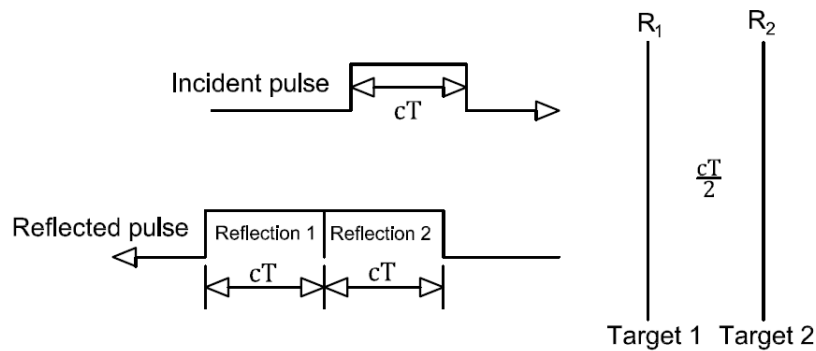 R₁ R₂
Incident pulse
cT
cT/2
Reflected pulse
Reflection 1 Reflection 2
cT cT
Target 1 Target 2